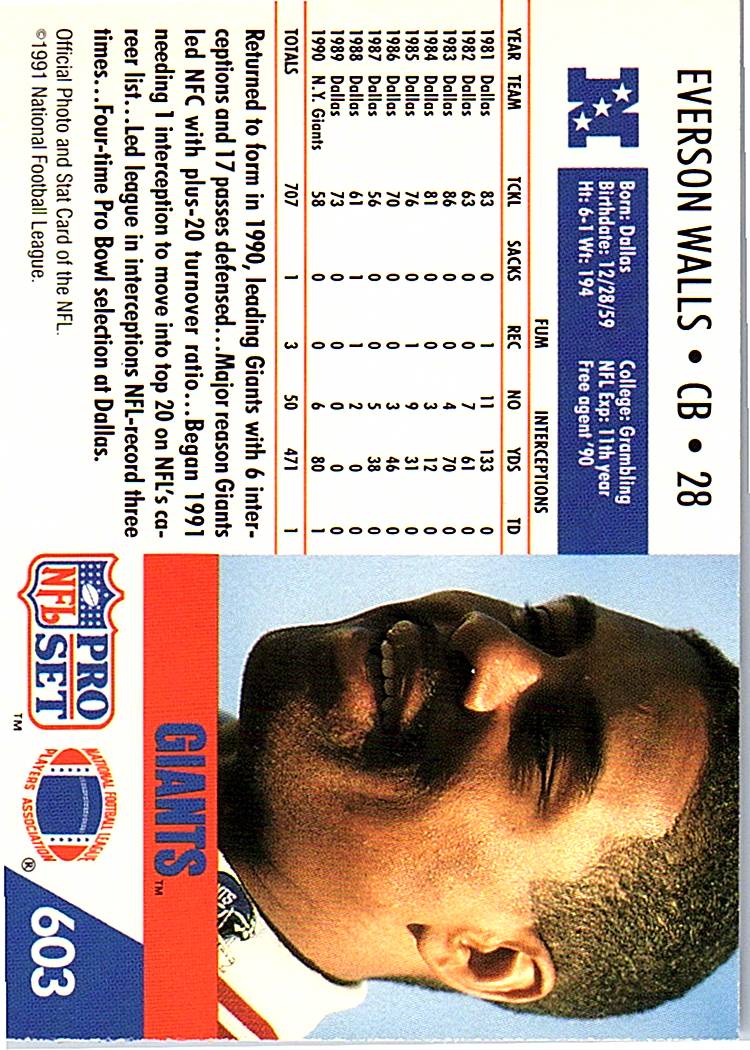 EVERSON WALLS • CB • 28
N
Born: Dallas College: Grambling
Birthdate: 12/28/59 NFL Exp: 11th year
Ht: 6-1 Wt: 194 Free agent '90
FUM INTERCEPTIONS
YEAR TEAM TCKL SACKS REC NO YDS TD
1981 Dallas 83 0 1 11 133 0
1982 Dallas 63 0 0 7 61 0
1983 Dallas 86 0 0 4 70 0
1984 Dallas 81 0 0 3 12 0
1985 Dallas 76 0 1 9 31 0
1986 Dallas 70 0 0 3 46 0
1987 Dallas 56 0 0 5 38 0
1988 Dallas 61 1 1 2 0 0
1989 Dallas 73 0 0 0 0 0
1990 N.Y. Giants 58 0 0 6 80 1
TOTALS 707 1 3 50 471 1
Returned to form in 1990, leading Giants with 6 inter-
ceptions and 17 passes defensed...Major reason Giants
led NFC with plus-20 turnover ratio...Began 1991
needing 1 interception to move into top 20 on NFL's ca-
reer list...Led league in interceptions NFL-record three
times...Four-time Pro Bowl selection at Dallas.
Official Photo and Stat Card of the NFL.
©1991 National Football League.
GIANTS™
NFL PRO SET™
NATIONAL FOOTBALL LEAGUE
PLAYERS ASSOCIATION ®
603